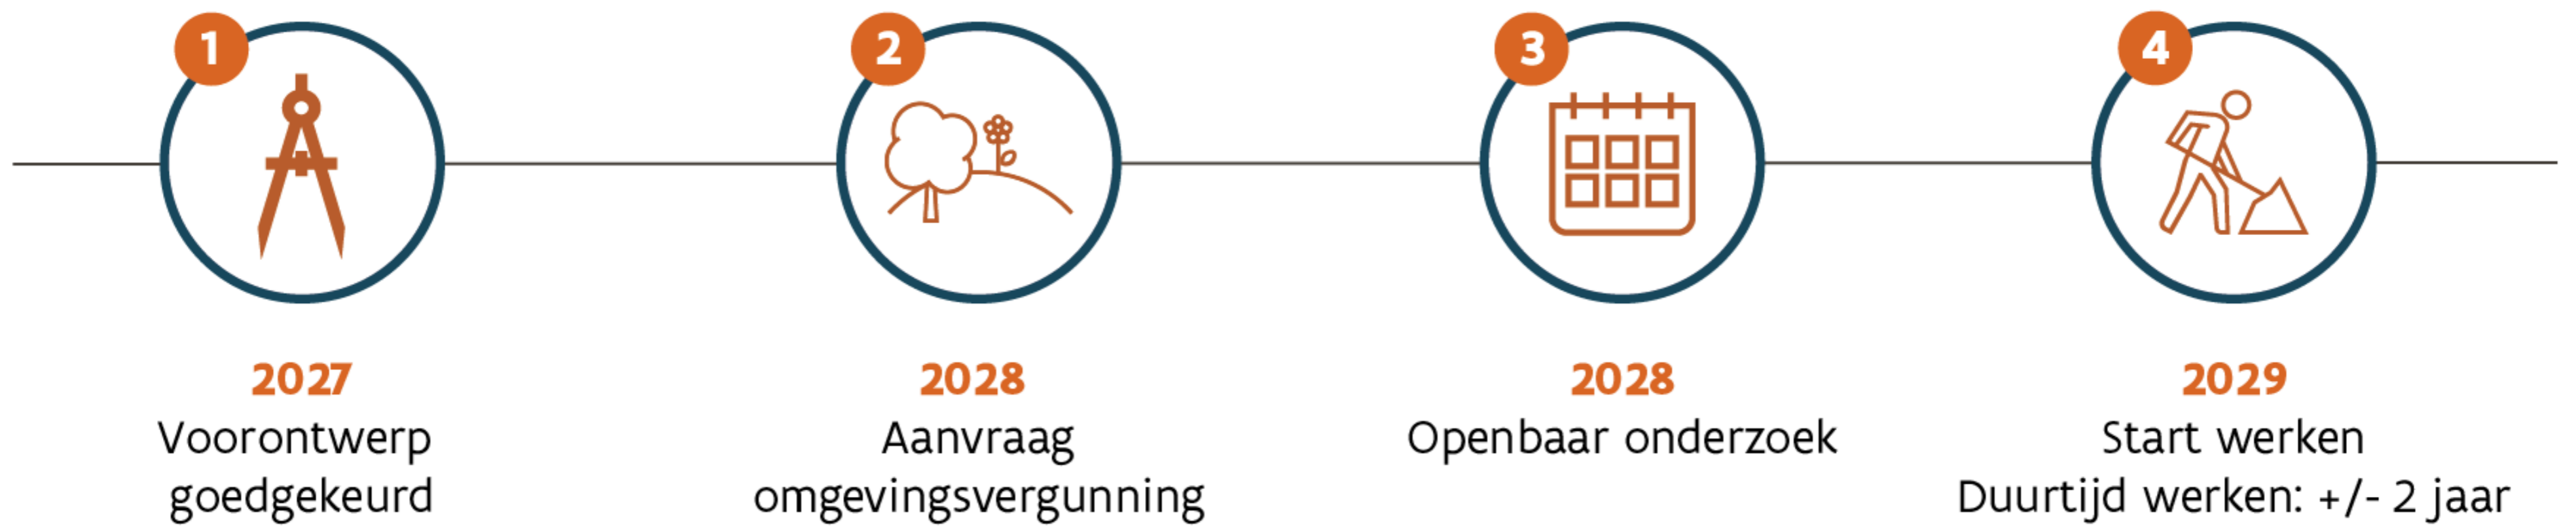 1
2
3
4
2027
Voorontwerp
goedgekeurd
2028
Aanvraag
omgevingsvergunning
2028
Openbaar onderzoek
2029
Start werken
Duurtijd werken: +/- 2 jaar